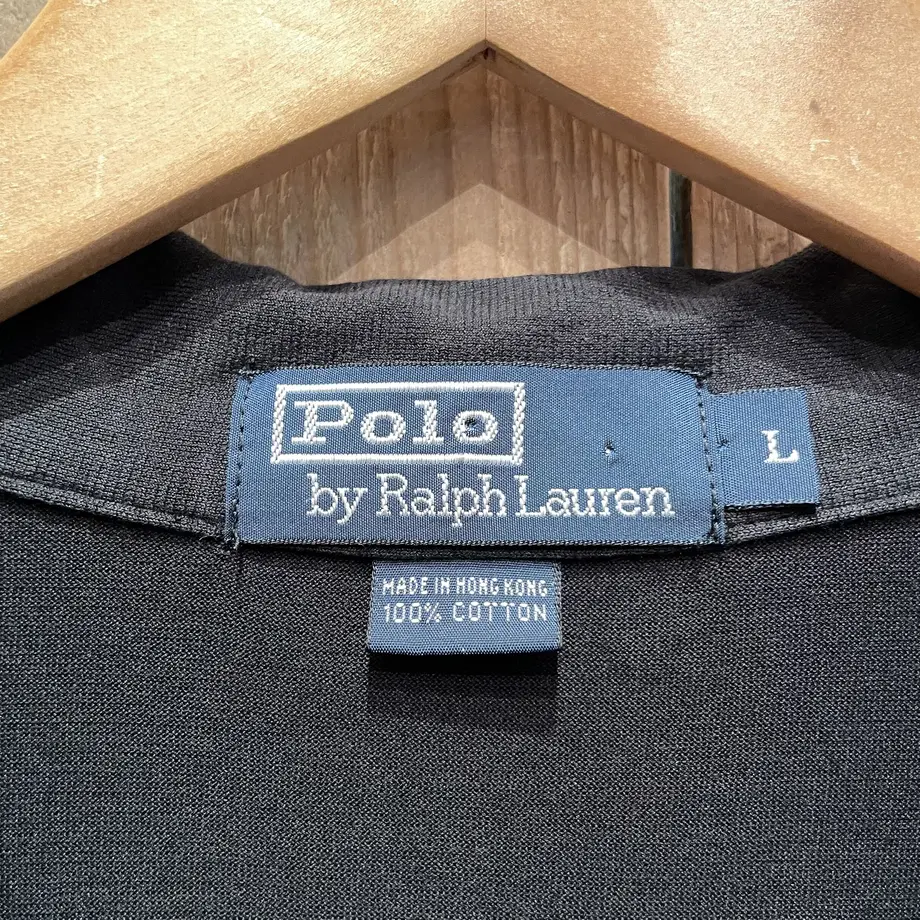 Polo
by Ralph Lauren
L
MADE IN HONG KONG
100% COTTON